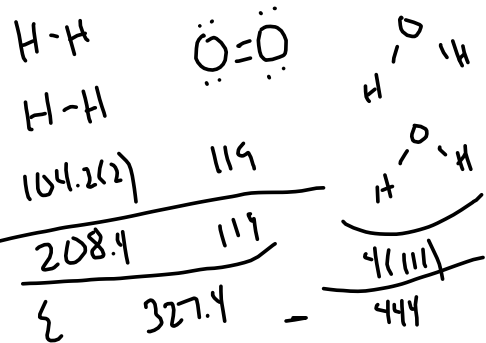 H-H O=O O
H H
H-H O
H H
104.2(2) 119
208.4 119 4(111)
Σ 327.4 - 444